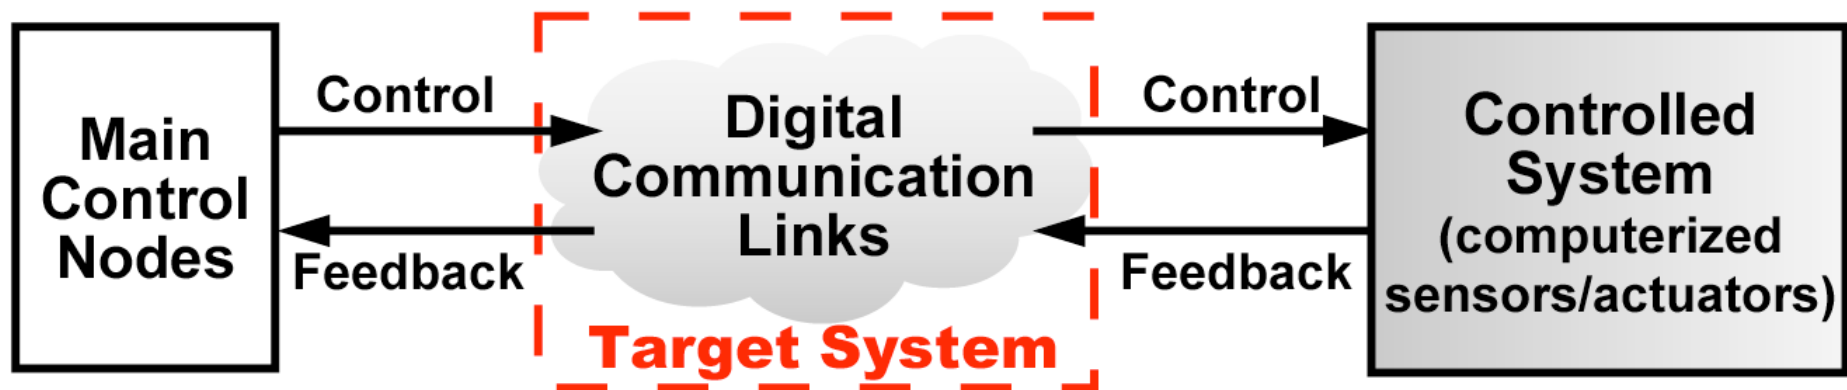 Main
Control
Nodes
Control
Feedback
Digital
Communication
Links
Target System
Control
Feedback
Controlled
System
(computerized
sensors/actuators)